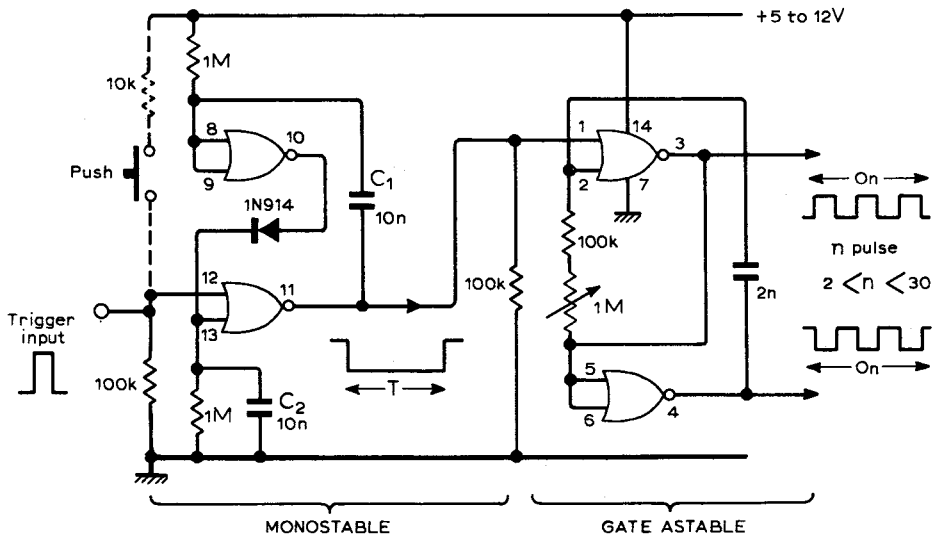 +5 to 12V
1M
10k
8
10
9
Push
C1
10n
1N914
12
11
13
Trigger
input
100k
1M
C2
10n
T
100k
1
14
3
2
7
100k
1M
2n
5
4
6
On
n pulse
2 < n < 30
On
MONOSTABLE
GATE ASTABLE